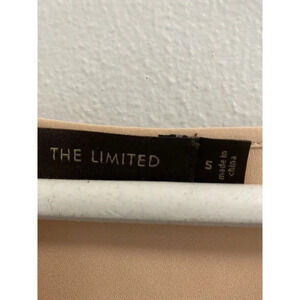 THE LIMITED
S
made in
china